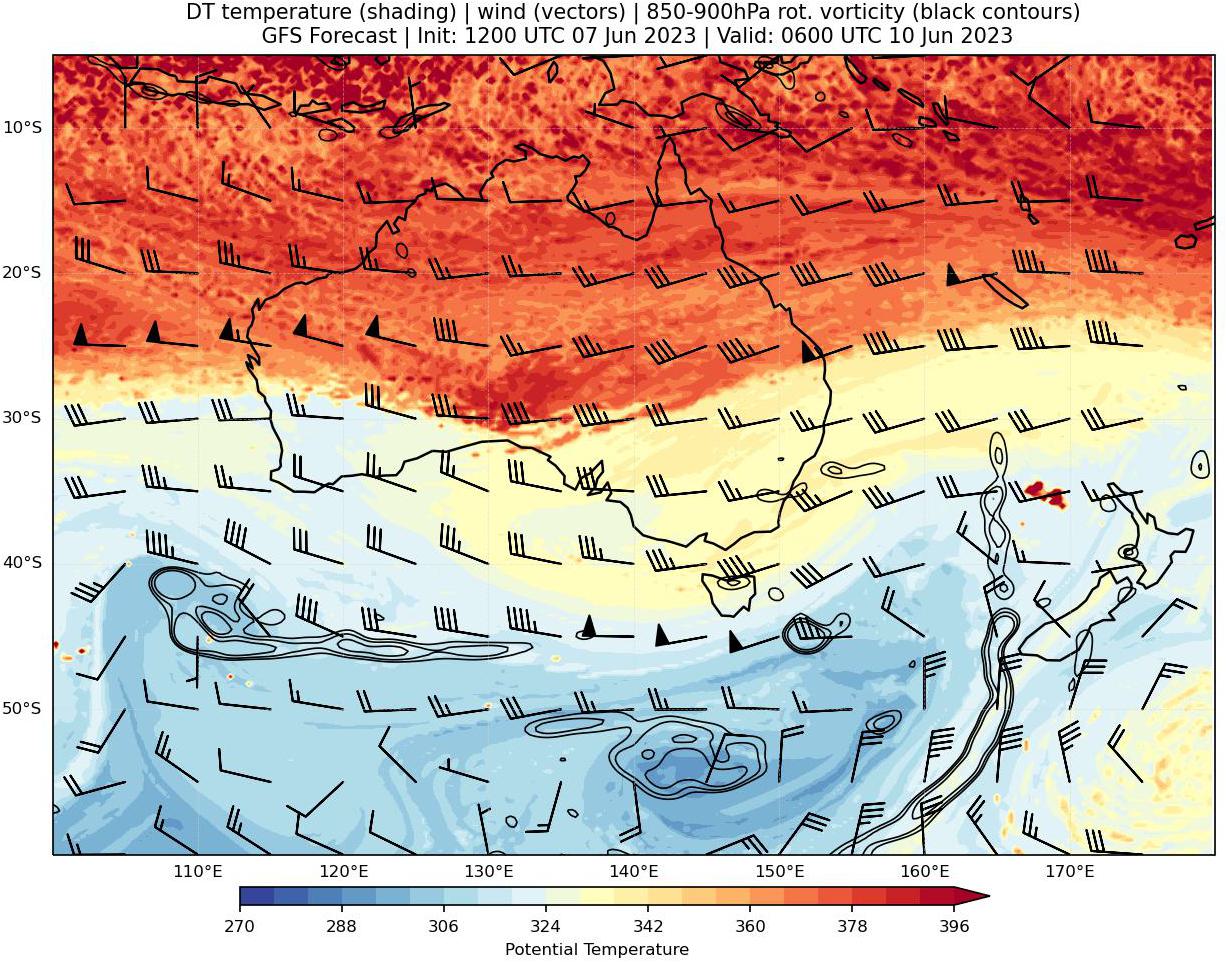 DT temperature (shading) | wind (vectors) | 850-900hPa rot. vorticity (black contours)
GFS Forecast | Init: 1200 UTC 07 Jun 2023 | Valid: 0600 UTC 10 Jun 2023
10°S
20°S
30°S
40°S
50°S
110°E 120°E 130°E 140°E 150°E 160°E 170°E
270 288 306 324 342 360 378 396
Potential Temperature